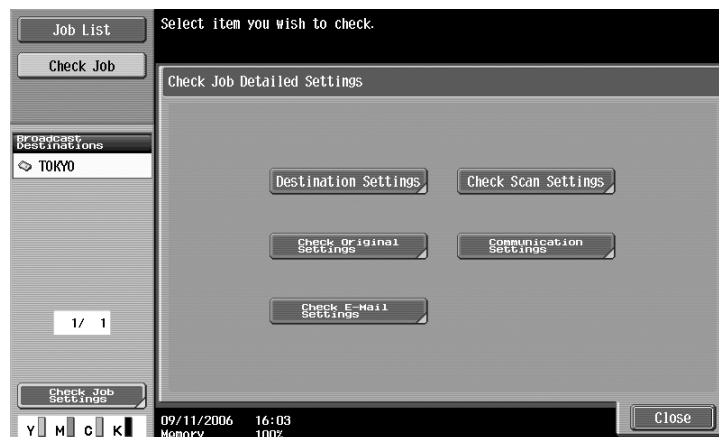 Job List
Select item you wish to check.
Check Job
Check Job Detailed Settings
Broadcast
Destinations
TOKYO
Destination Settings
Check Scan Settings
Check Original
Settings
Communication
Settings
Check E-Mail
Settings
1/ 1
Check Job
Settings
Close
Y M C K
09/11/2006 16:03
Memory 100%